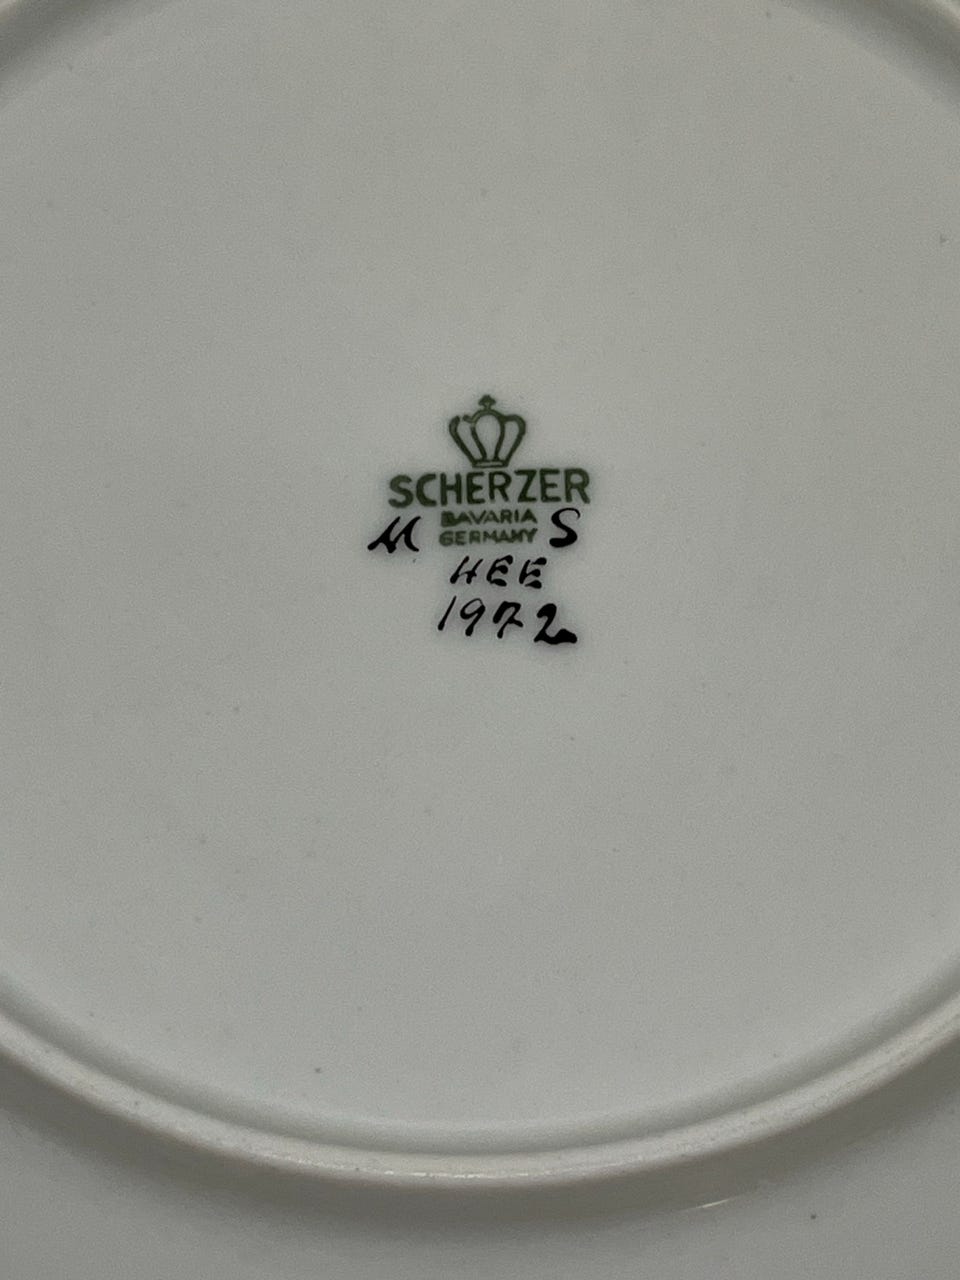 SCHERZER
BAVARIA
GERMANY
M S
HEE
1972